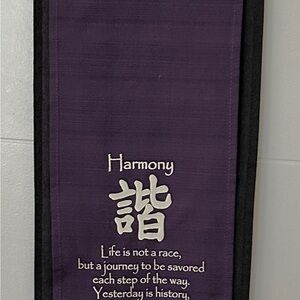 Harmony
諧
Life is not a race,
but a journey to be savored
each step of the way.
Yesterday is history,